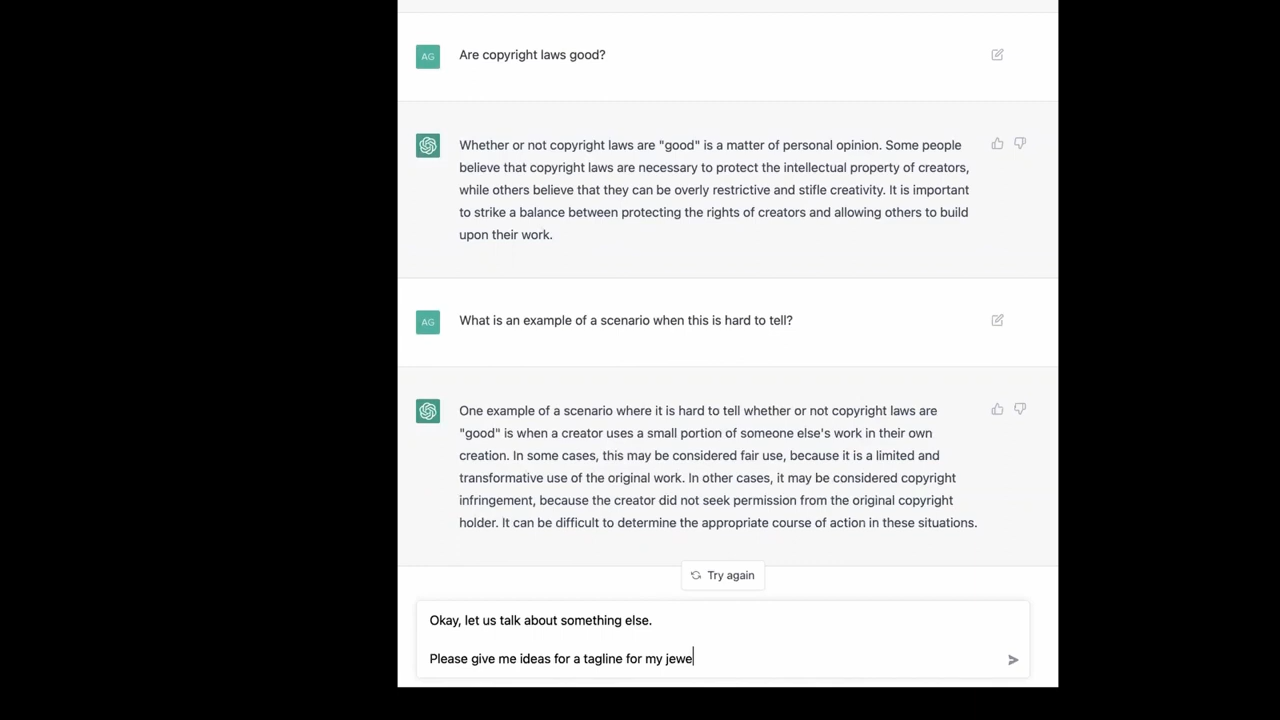 AG Are copyright laws good?
Whether or not copyright laws are "good" is a matter of personal opinion. Some people
believe that copyright laws are necessary to protect the intellectual property of creators,
while others believe that they can be overly restrictive and stifle creativity. It is important
to strike a balance between protecting the rights of creators and allowing others to build
upon their work.
AG What is an example of a scenario when this is hard to tell?
One example of a scenario where it is hard to tell whether or not copyright laws are
"good" is when a creator uses a small portion of someone else's work in their own
creation. In some cases, this may be considered fair use, because it is a limited and
transformative use of the original work. In other cases, it may be considered copyright
infringement, because the creator did not seek permission from the original copyright
holder. It can be difficult to determine the appropriate course of action in these situations.
Try again
Okay, let us talk about something else.
Please give me ideas for a tagline for my jewe